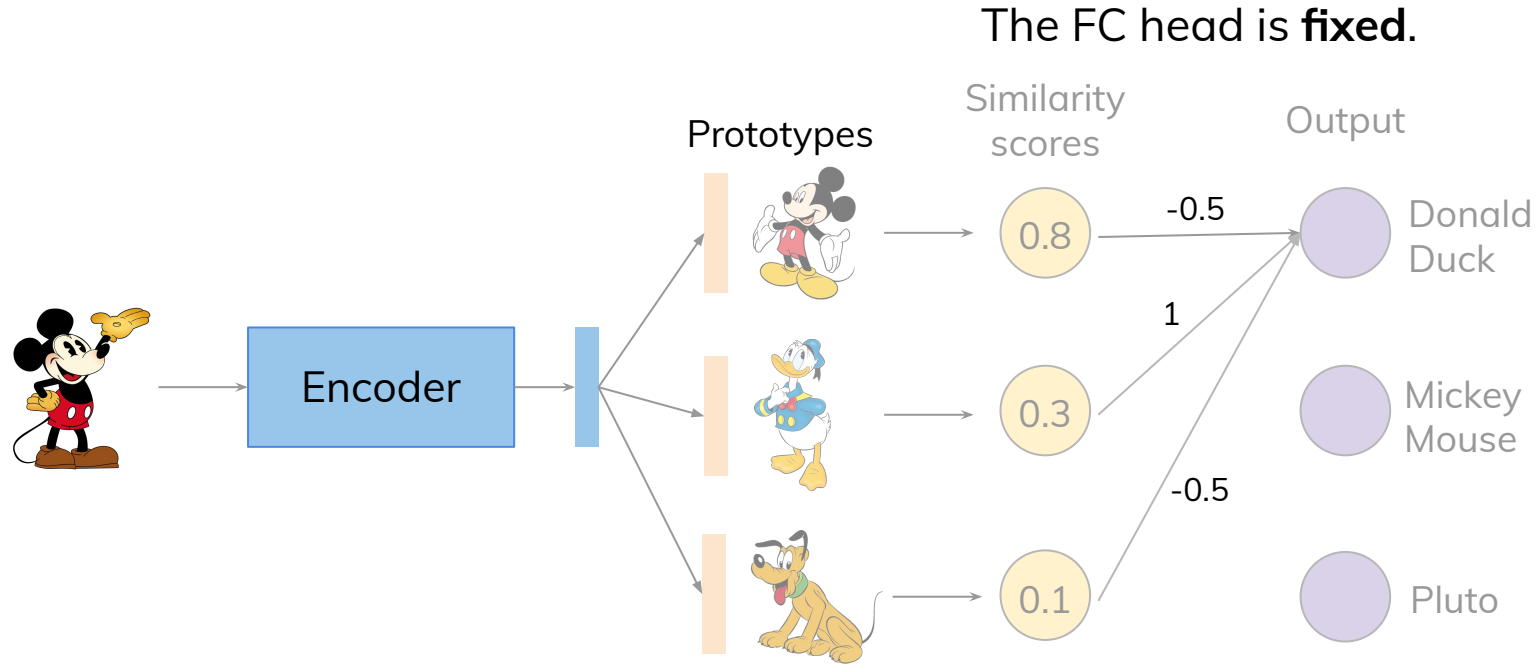 The FC head is fixed.
Similarity
scores
Output
Prototypes
0.8
-0.5
Donald
Duck
1
Encoder
0.3
Mickey
Mouse
-0.5
0.1
Pluto